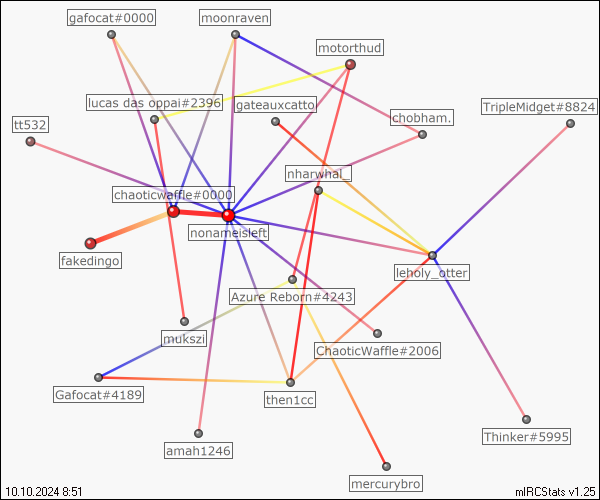 gafocat#0000
moonraven
motorthud
lucas das oppai#2396
gateauxcatto
TripleMidget#8824
chobham.
tt532
nharwhal_
chaoticwaffle#0000
nonameisleft
fakedingo
leholy_otter
Azure Reborn#4243
mukszi
ChaoticWaffle#2006
Gafocat#4189
then1cc
Thinker#5995
amah1246
mercurybro
10.10.2024 8:51
mIRCStats v1.25